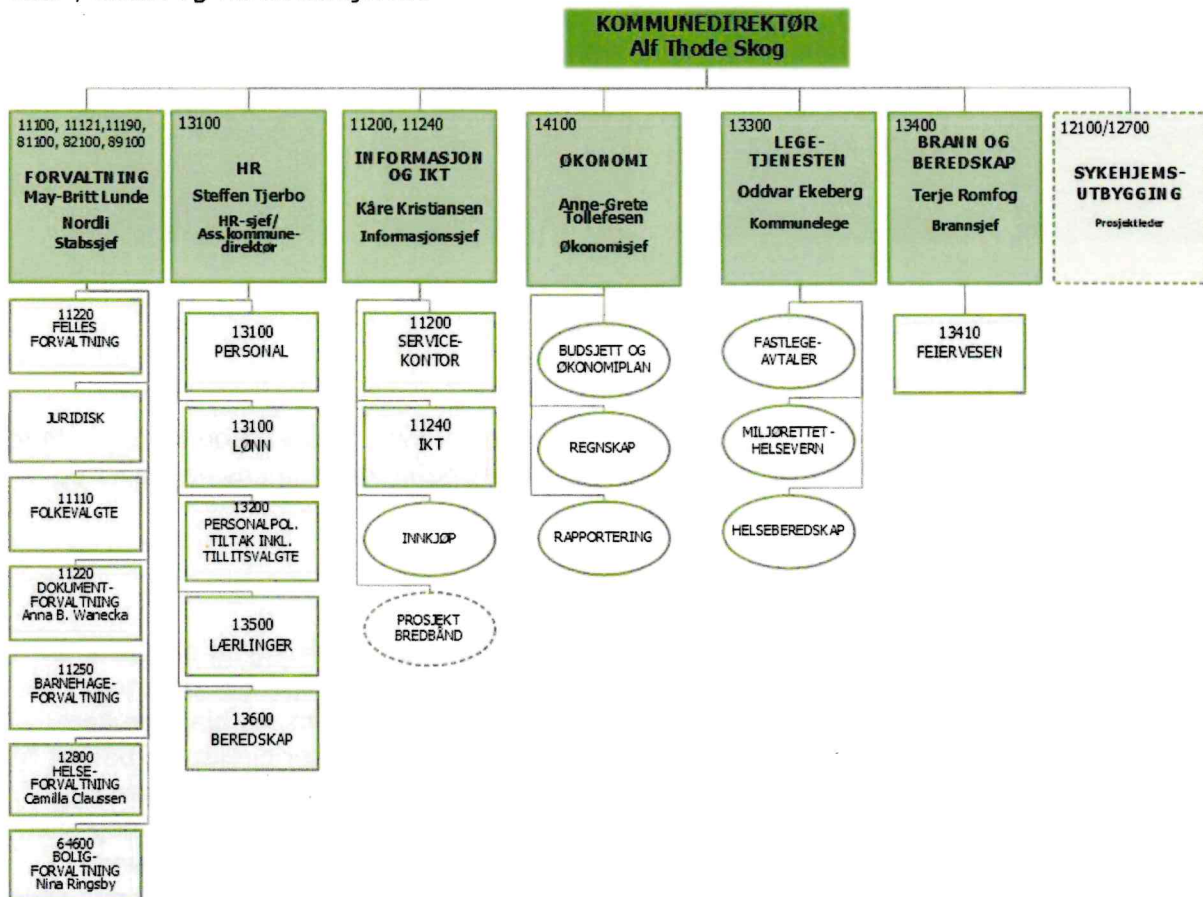 KOMMUNEDIREKTØR
Alf Thode Skog
11100, 11121,11190,
81100, 82100, 89100
FORVALTNING
May-Britt Lunde
Nordli
Stabssjef
13100
HR
Steffen Tjerbo
HR-sjef/
Ass.kommune-
direktør
11200, 11240
INFORMASJON
OG IKT
Kåre Kristiansen
Informasjonssjef
14100
ØKONOMI
Anne-Grete
Tollefesen
Økonomisjef
13300
LEGE-
TJENESTEN
Oddvar Ekeberg
Kommunelege
13400
BRANN OG
BEREDSKAP
Terje Romfog
Brannsjef
12100/12700
SYKEHJEMS-
UTBYGGING
Prosjektleder
11220
FELLES
FORVALTNING
JURIDISK
11110
FOLKEVALGTE
11220
DOKUMENT-
FORVALTNING
Anna B. Wanecka
11250
BARNEHAGE-
FORVALTNING
12800
HELSE-
FORVALTNING
Camilla Claussen
64600
BOLIG-
FORVALTNING
Nina Ringsby
13100
PERSONAL
13100
LØNN
13200
PERSONALPOL.
TILTAK INKL.
TILLITSVALGTE
13500
LÆRLINGER
13600
BEREDSKAP
11200
SERVICE-
KONTOR
11240
IKT
INNKJØP
PROSJEKT
BREDBÅND
BUDSJETT OG
ØKONOMIPLAN
REGNSKAP
RAPPORTERING
FASTLEGE-
AVTALER
MILJØRETTET-
HELSEVERN
HELSEBEREDSKAP
13410
FEIERVESEN